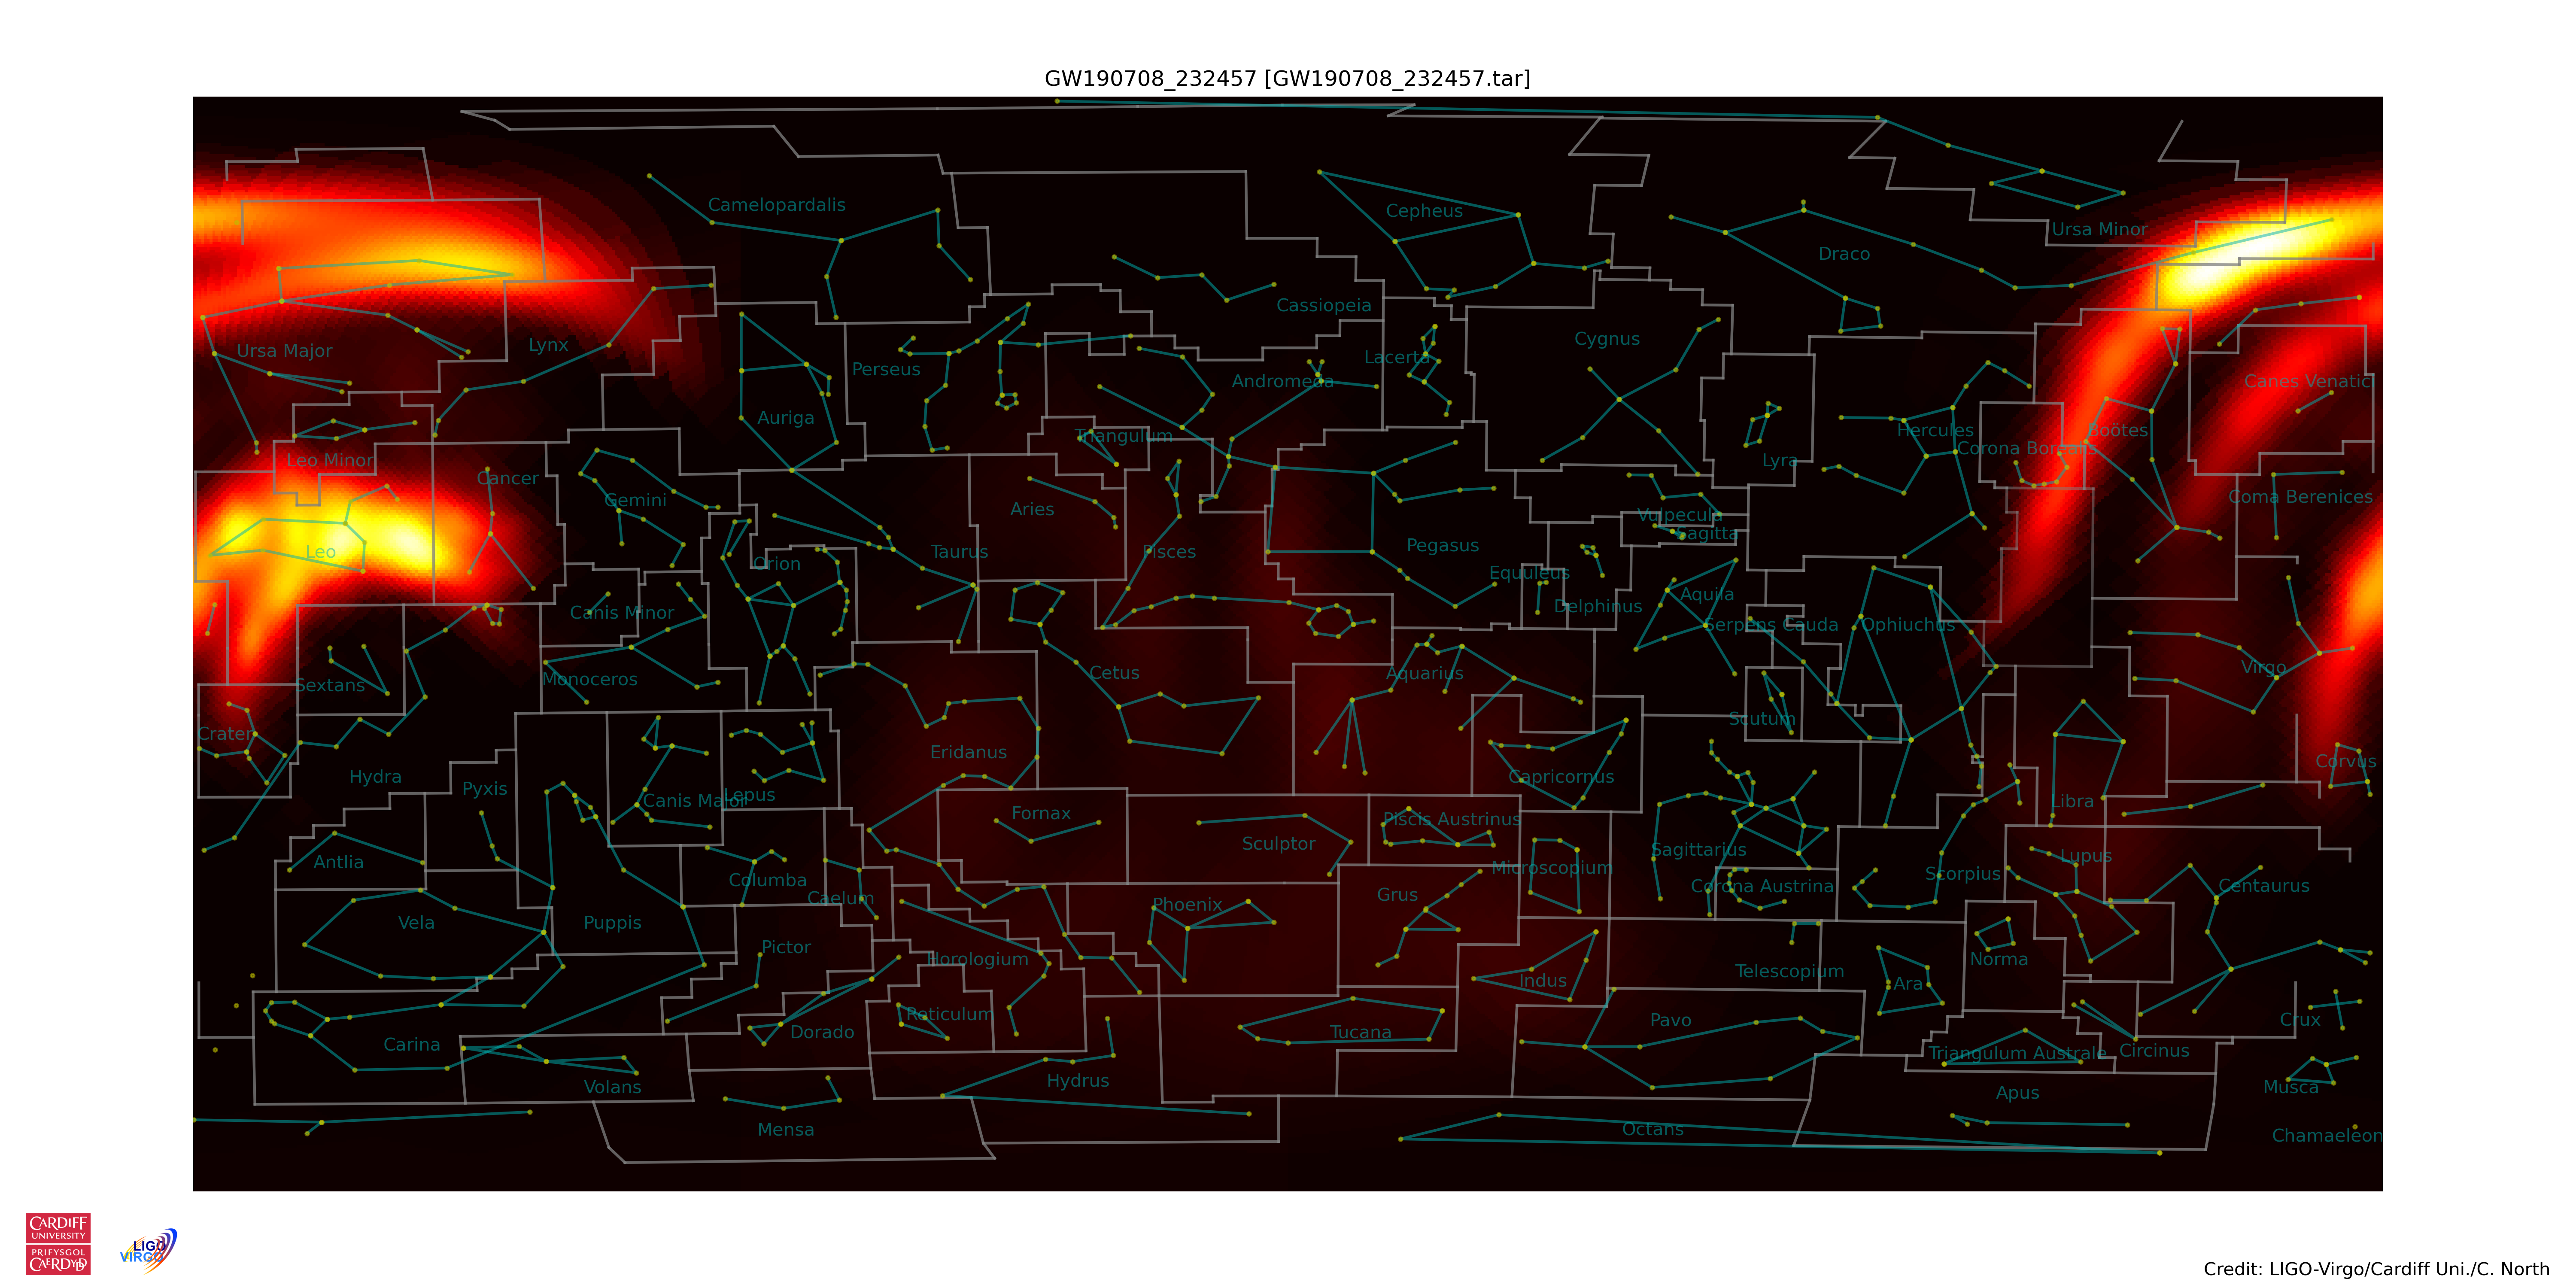 GW190708_232457 [GW190708_232457.tar]
Camelopardalis
Cepheus
Ursa Minor
Draco
Cassiopeia
Cygnus
Ursa Major
Lynx
Lacerta
Perseus
Andromeda
Canes Venatici
Auriga
Triangulum
Hercules
Boötes
Corona Borealis
Leo Minor
Lyra
Cancer
Gemini
Coma Berenices
Aries
Vulpecula
Sagitta
Leo
Orion
Taurus
Pisces
Pegasus
Equuleus
Aquila
Delphinus
Canis Minor
Serpens Cauda
Ophiuchus
Virgo
Cetus
Aquarius
Sextans
Monoceros
Scutum
Crater
Eridanus
Corvus
Hydra
Capricornus
Pyxis
Canis Major
Lepus
Libra
Fornax
Piscis Austrinus
Sculptor
Sagittarius
Lupus
Antlia
Microscopium
Columba
Corona Austrina
Scorpius
Centaurus
Caelum
Grus
Phoenix
Vela
Puppis
Pictor
Horologium
Norma
Telescopium
Indus
Ara
Reticulum
Pavo
Crux
Dorado
Tucana
Carina
Triangulum Australe
Circinus
Hydrus
Volans
Musca
Apus
Mensa
Octans
Chamaeleon
CARDIFF
UNIVERSITY
PRIFYSGOL
CAERDYDD
LIGO
VIRGO
Credit: LIGO-Virgo/Cardiff Uni./C. North